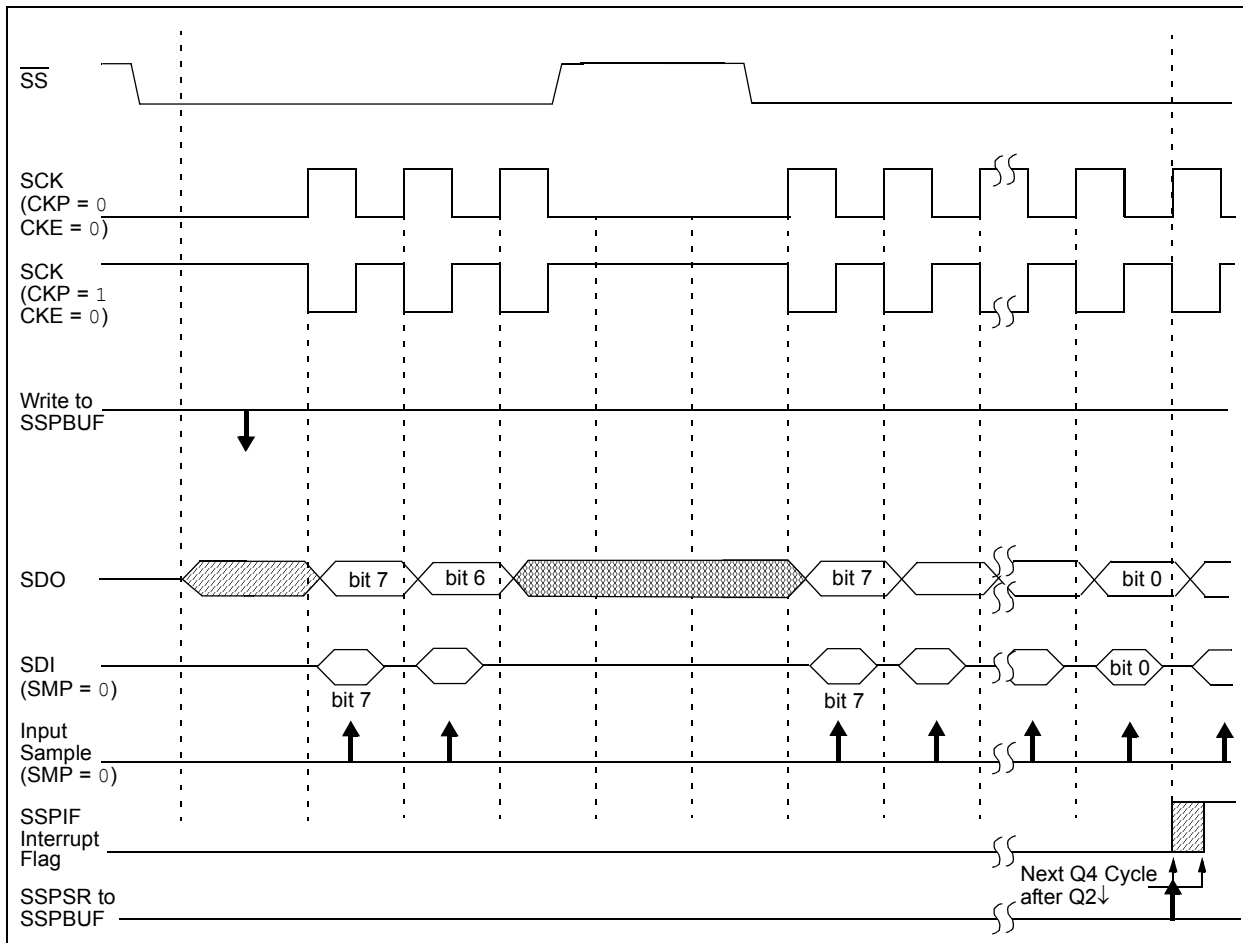 SS
SCK
(CKP = 0
CKE = 0)
SCK
(CKP = 1
CKE = 0)
Write to
SSPBUF
SDO
bit 7
bit 6
bit 7
bit 0
SDI
(SMP = 0)
bit 7
bit 7
bit 0
Input
Sample
(SMP = 0)
SSPIF
Interrupt
Flag
Next Q4 Cycle
after Q2↓
SSPSR to
SSPBUF